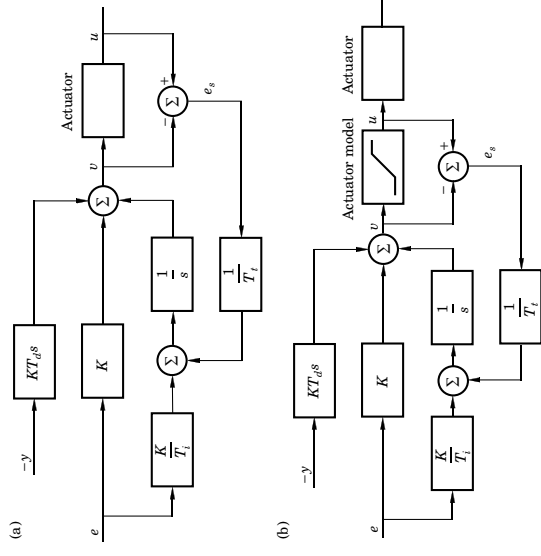 (a)
−y
KT_d s
Actuator
e
K
Σ
v
u
−
+
Σ
e_s
K/T_i
Σ
1/s
1/T_t
(b)
−y
KT_d s
Actuator model
Actuator
e
K
Σ
v
u
−
+
Σ
e_s
K/T_i
Σ
1/s
1/T_t